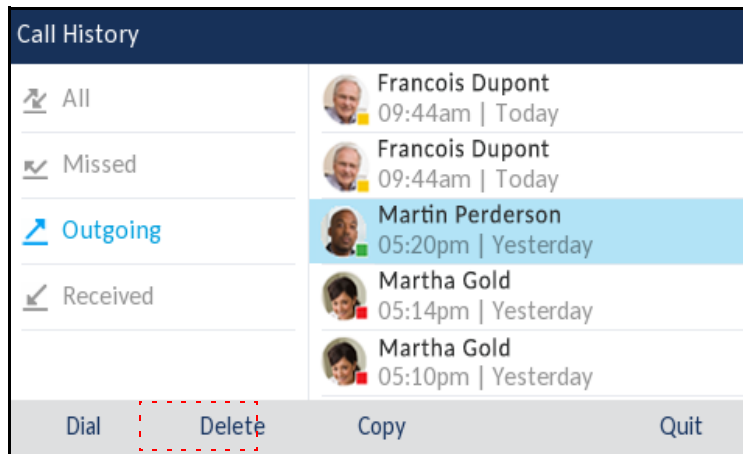 Call History
All
Missed
Outgoing
Received
Francois Dupont
09:44am | Today
Francois Dupont
09:44am | Today
Martin Perderson
05:20pm | Yesterday
Martha Gold
05:14pm | Yesterday
Martha Gold
05:10pm | Yesterday
Dial Delete Copy Quit